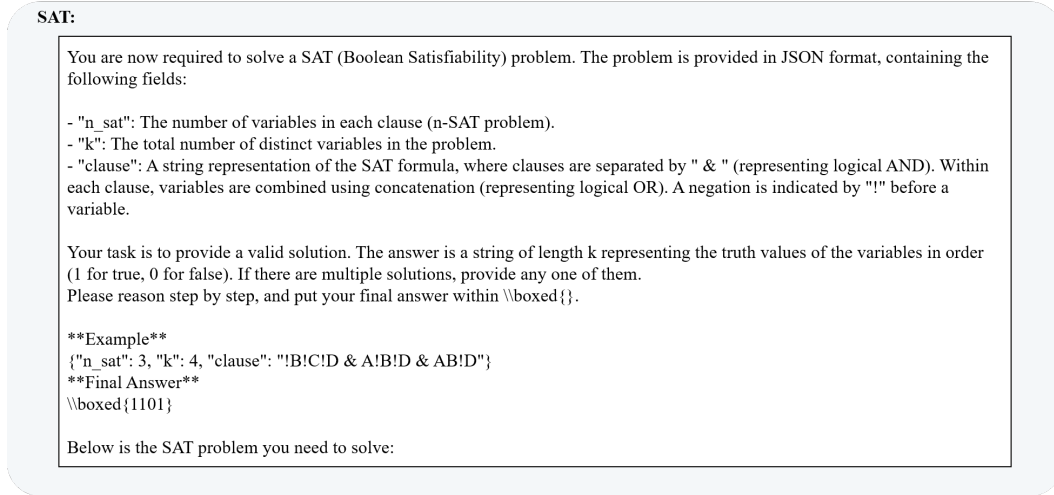 SAT:
You are now required to solve a SAT (Boolean Satisfiability) problem. The problem is provided in JSON format, containing the
following fields:
- "n_sat": The number of variables in each clause (n-SAT problem).
- "k": The total number of distinct variables in the problem.
- "clause": A string representation of the SAT formula, where clauses are separated by " & " (representing logical AND). Within
each clause, variables are combined using concatenation (representing logical OR). A negation is indicated by "!" before a
variable.
Your task is to provide a valid solution. The answer is a string of length k representing the truth values of the variables in order
(1 for true, 0 for false). If there are multiple solutions, provide any one of them.
Please reason step by step, and put your final answer within \\boxed{}.
**Example**
{"n_sat": 3, "k": 4, "clause": "!B!C!D & A!B!D & AB!D"}
**Final Answer**
\\boxed{1101}
Below is the SAT problem you need to solve: